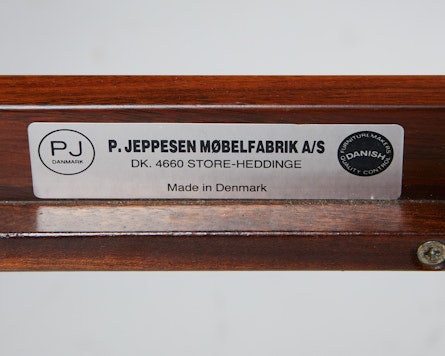 PJ
DANMARK
P. JEPPESEN MØBELFABRIK A/S
DK. 4660 STORE-HEDDINGE
Made in Denmark
FURNITUREMAKERS
DANISH
QUALITY CONTROL